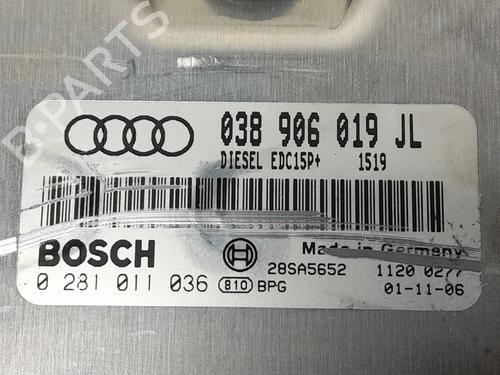 B-PARTS
038 906 019 JL
DIESEL EDC15P+ 1519
BOSCH
Made in Germany
0 281 011 036
810 BPG
28SA5652
1120 0277
01-11-06